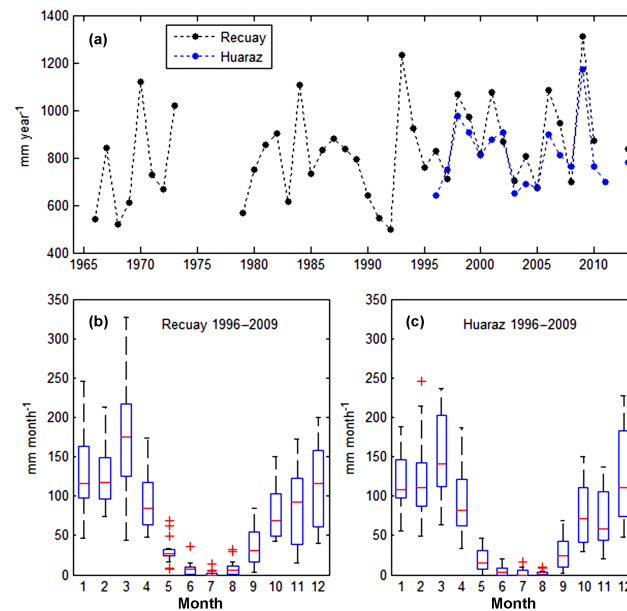 (a)
Recuay
Huaraz
mm year⁻¹
1400
1200
1000
800
600
400
1965 1970 1975 1980 1985 1990 1995 2000 2005 2010
(b)
Recuay 1996−2009
mm month⁻¹
350
300
250
200
150
100
50
0
1 2 3 4 5 6 7 8 9 10 11 12
Month
(c)
Huaraz 1996−2009
mm month⁻¹
350
300
250
200
150
100
50
0
1 2 3 4 5 6 7 8 9 10 11 12
Month